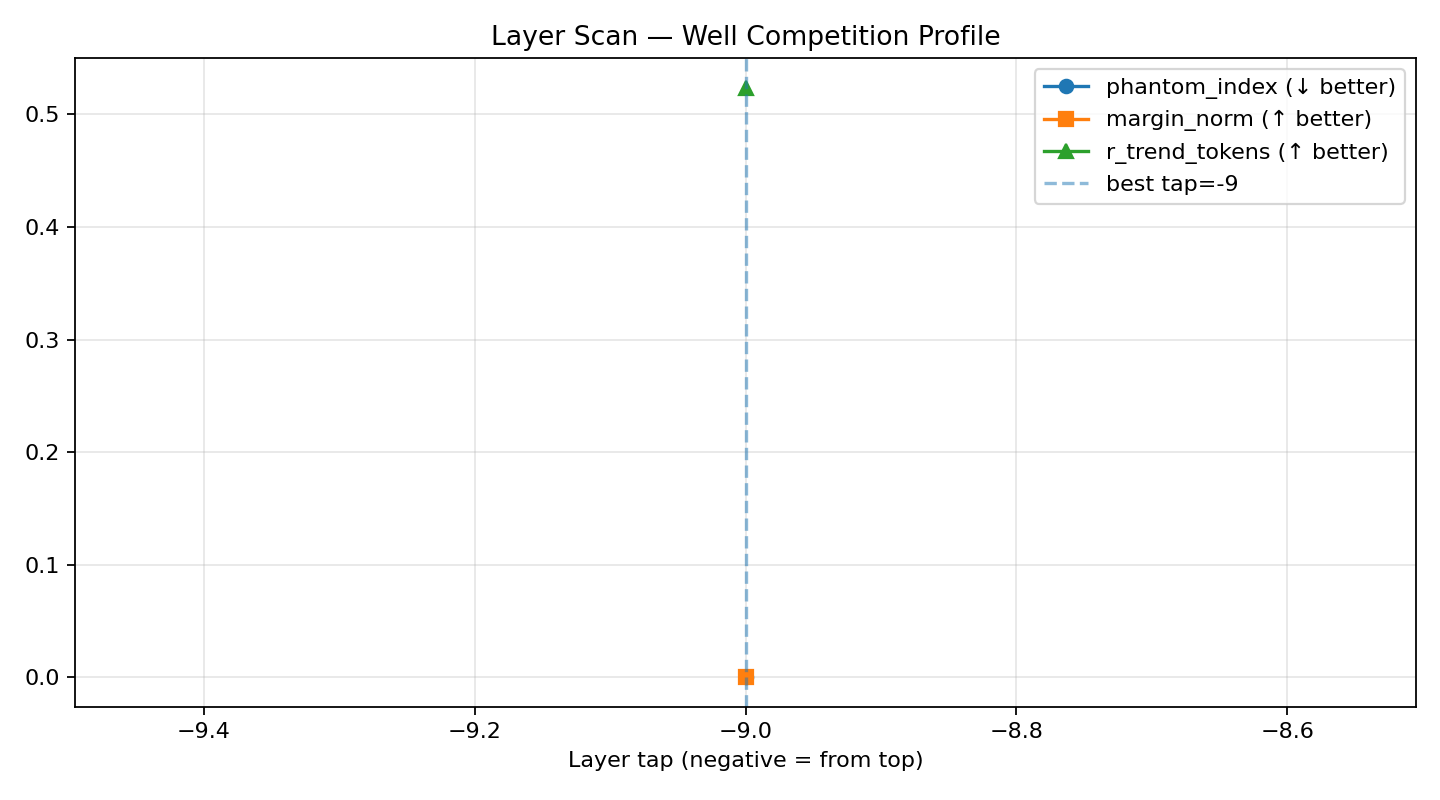 Layer Scan — Well Competition Profile
phantom_index (↓ better)
margin_norm (↑ better)
r_trend_tokens (↑ better)
best tap=-9
0.5
0.4
0.3
0.2
0.1
0.0
−9.4 −9.2 −9.0 −8.8 −8.6
Layer tap (negative = from top)